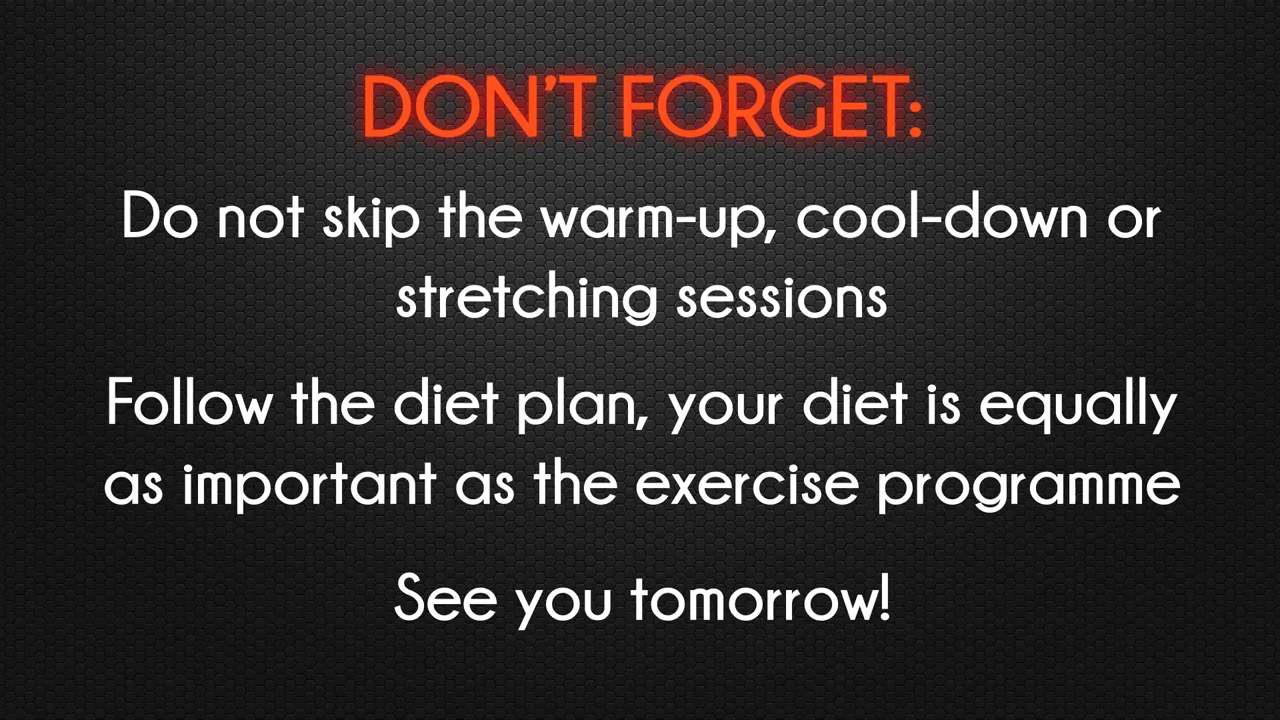 DON'T FORGET:
Do not skip the warm-up, cool-down or
stretching sessions
Follow the diet plan, your diet is equally
as important as the exercise programme
See you tomorrow!